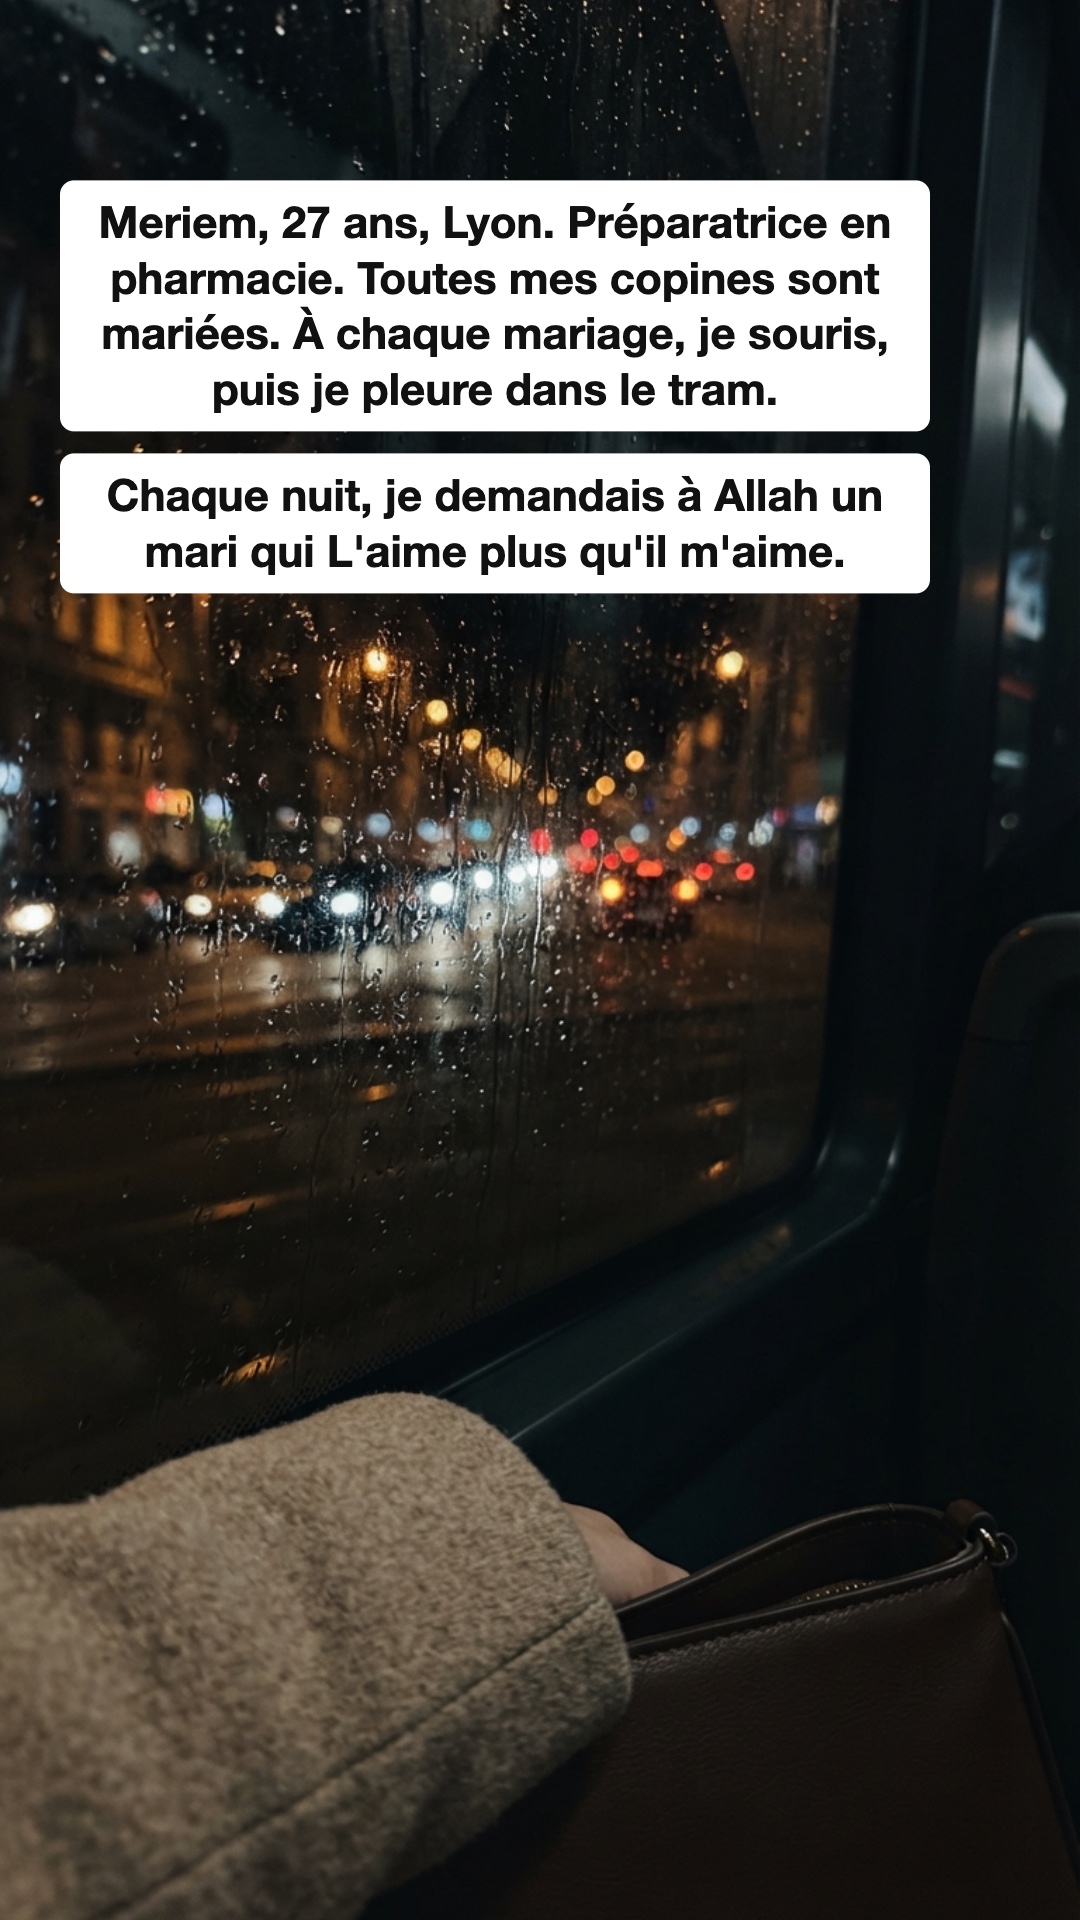 Meriem, 27 ans, Lyon. Préparatrice en
pharmacie. Toutes mes copines sont
mariées. À chaque mariage, je souris,
puis je pleure dans le tram.
Chaque nuit, je demandais à Allah un
mari qui L'aime plus qu'il m'aime.